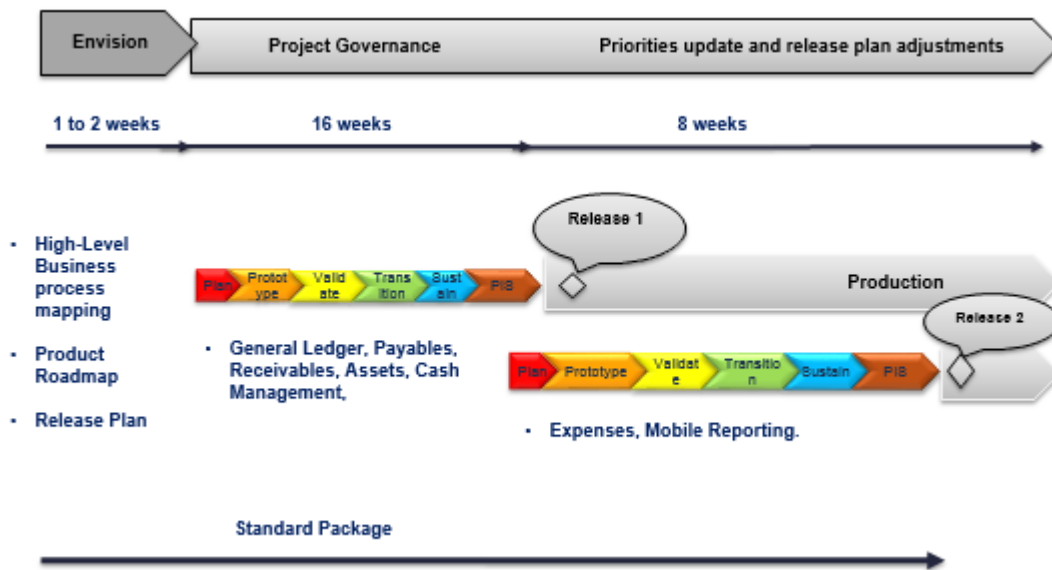 Envision
Project Governance
Priorities update and release plan adjustments
1 to 2 weeks
16 weeks
8 weeks
Release 1
• High-Level
Business
process
mapping
Plan
Protot
ype
Valid
ate
Trans
ition
Sust
ain
PIS
Production
Release 2
• Product
Roadmap
• General Ledger, Payables,
Receivables, Assets, Cash
Management,
Plan
Prototype
Validat
e
Transitio
n
Sustain
PIS
• Release Plan
• Expenses, Mobile Reporting.
Standard Package